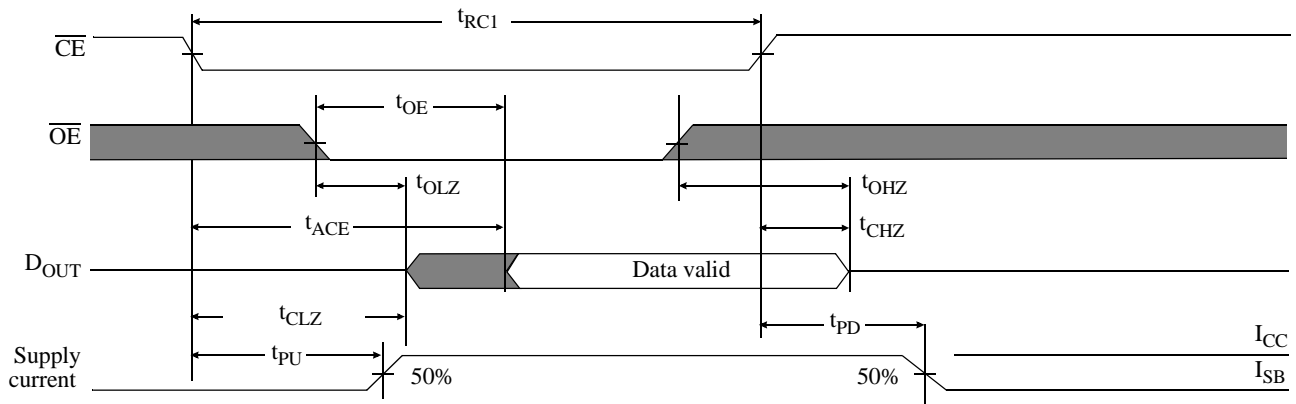 tRC1
CE
tOE
OE
tOLZ
tOHZ
tACE
tCHZ
DOUT
Data valid
tCLZ
tPD
tPU
ICC
Supply
current
50%
50%
ISB